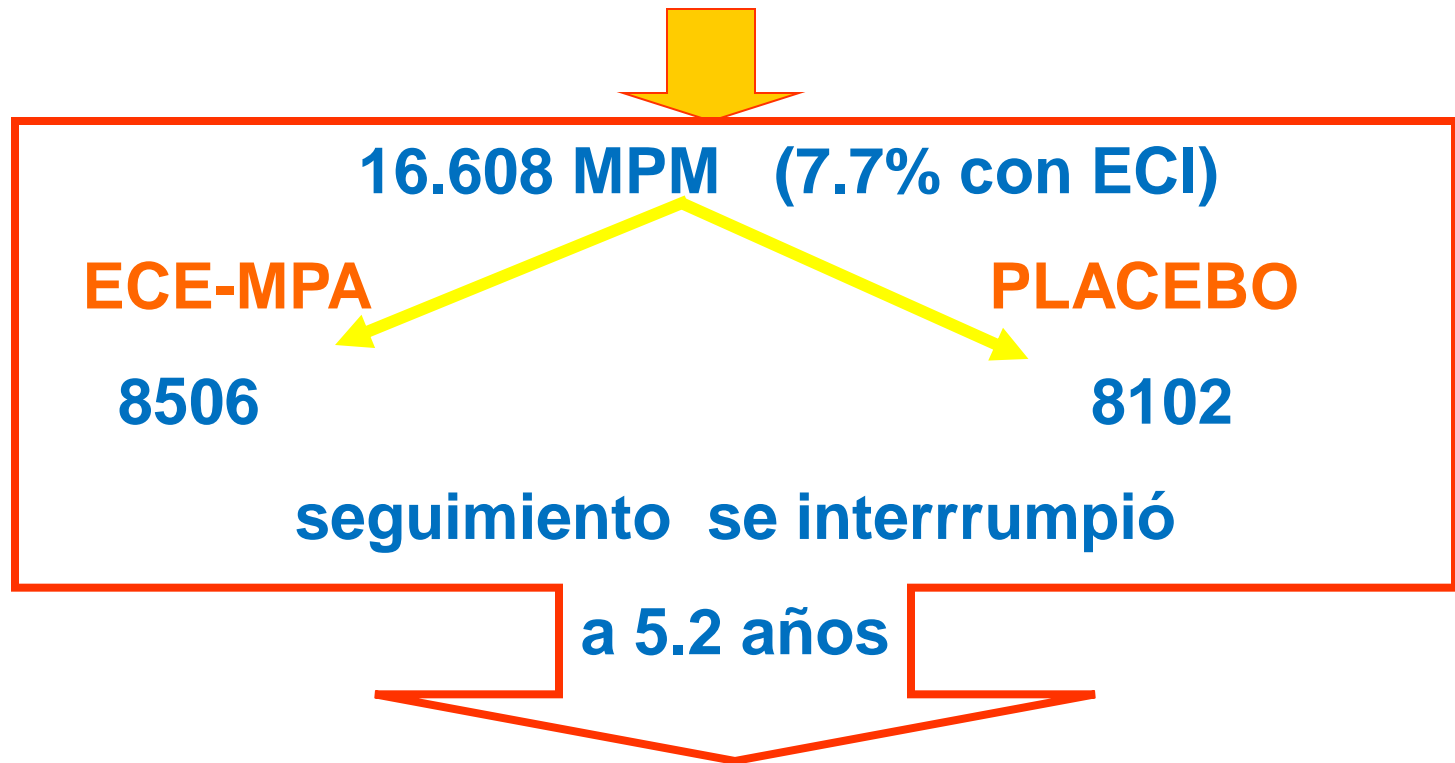 16.608 MPM (7.7% con ECI)
ECE-MPA PLACEBO
8506 8102
seguimiento se interrrumpió
a 5.2 años